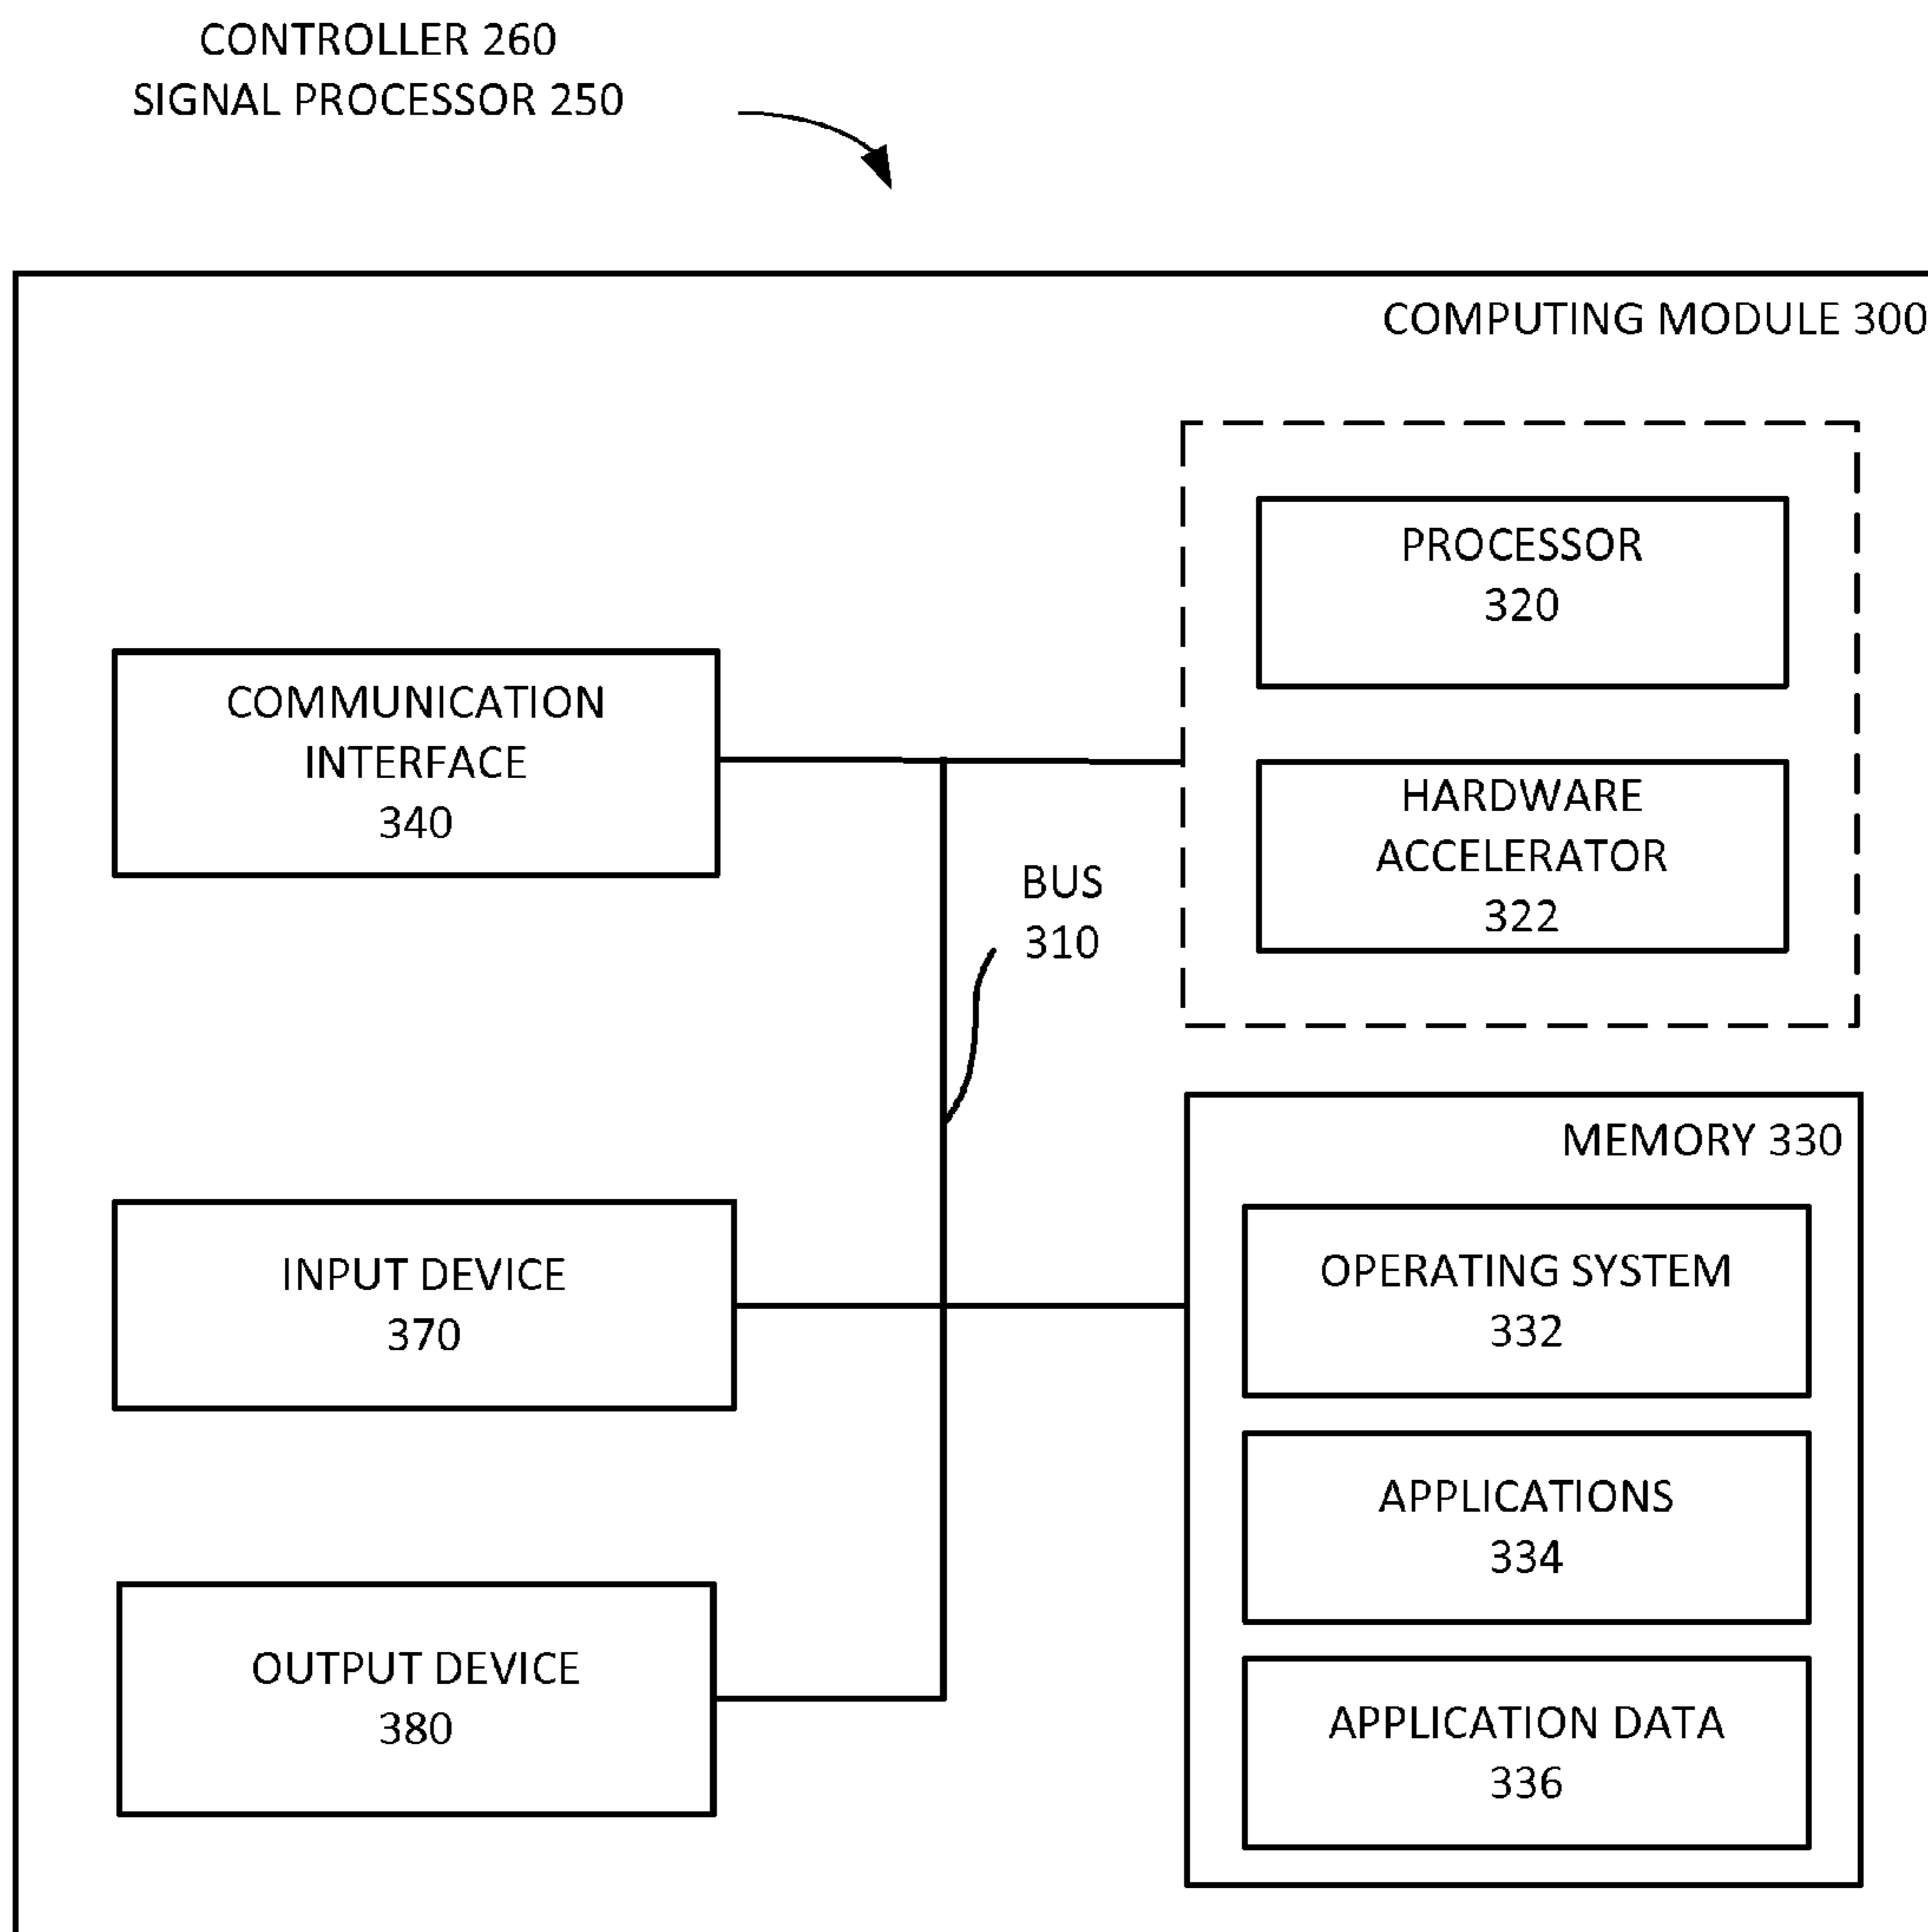 CONTROLLER 260
SIGNAL PROCESSOR 250
COMPUTING MODULE 300
PROCESSOR
320
COMMUNICATION
INTERFACE
340
HARDWARE
ACCELERATOR
322
BUS
310
MEMORY 330
INPUT DEVICE
370
OPERATING SYSTEM
332
APPLICATIONS
334
OUTPUT DEVICE
380
APPLICATION DATA
336